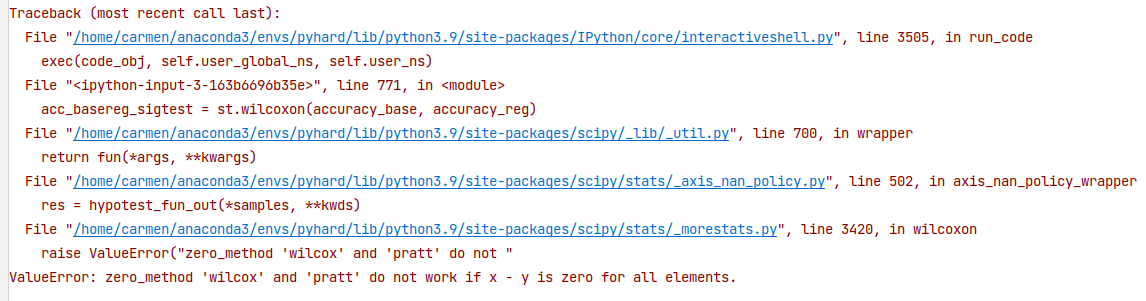 Traceback (most recent call last):
  File "/home/carmen/anaconda3/envs/pyhard/lib/python3.9/site-packages/IPython/core/interactiveshell.py", line 3505, in run_code
    exec(code_obj, self.user_global_ns, self.user_ns)
  File "<ipython-input-3-163b6696b35e>", line 771, in <module>
    acc_basereg_sigtest = st.wilcoxon(accuracy_base, accuracy_reg)
  File "/home/carmen/anaconda3/envs/pyhard/lib/python3.9/site-packages/scipy/_lib/_util.py", line 700, in wrapper
    return fun(*args, **kwargs)
  File "/home/carmen/anaconda3/envs/pyhard/lib/python3.9/site-packages/scipy/stats/_axis_nan_policy.py", line 502, in axis_nan_policy_wrapper
    res = hypotest_fun_out(*samples, **kwds)
  File "/home/carmen/anaconda3/envs/pyhard/lib/python3.9/site-packages/scipy/stats/_morestats.py", line 3420, in wilcoxon
    raise ValueError("zero_method 'wilcox' and 'pratt' do not "
ValueError: zero_method 'wilcox' and 'pratt' do not work if x - y is zero for all elements.